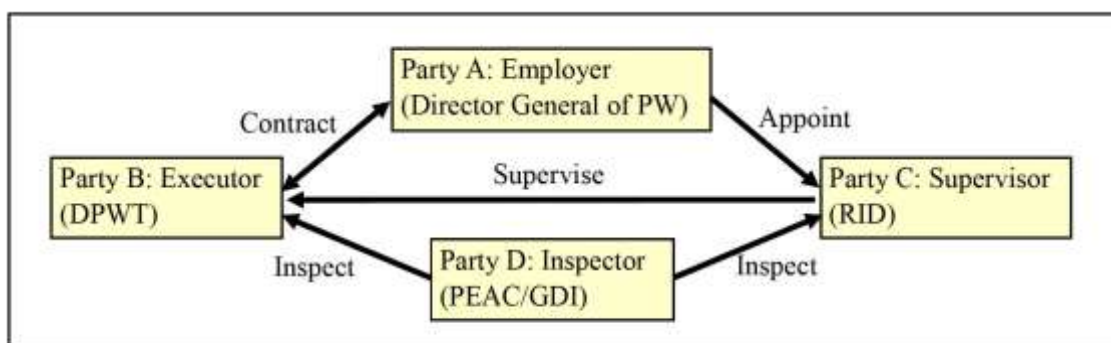 Party A: Employer
(Director General of PW)
Contract
Appoint
Party B: Executor
(DPWT)
Supervise
Party C: Supervisor
(RID)
Inspect
Party D: Inspector
(PEAC/GDI)
Inspect